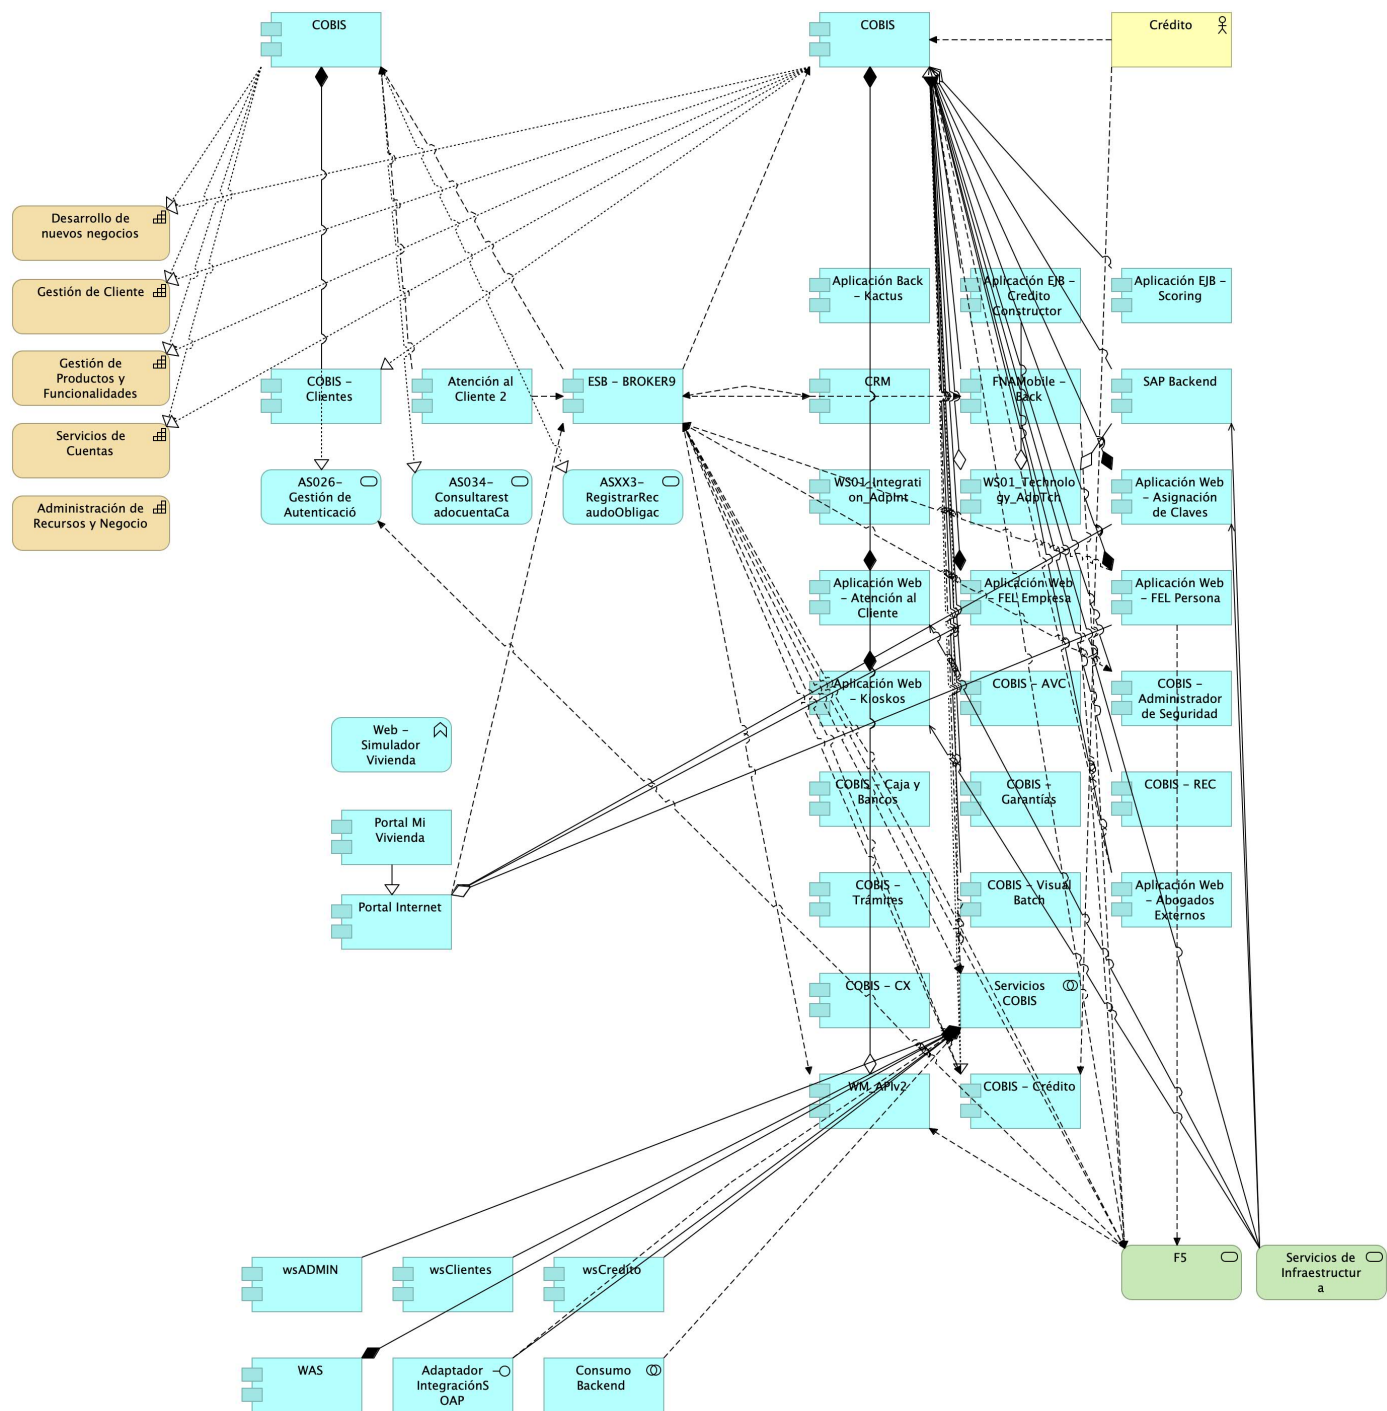 COBIS
COBIS
Crédito
Desarrollo de
nuevos negocios
Gestión de Cliente
Gestión de
Productos y
Funcionalidades
Servicios de
Cuentas
Administración de
Recursos y Negocio
Aplicación Back
– Kactus
Aplicación EJB –
Credito
Constructor
Aplicación EJB –
Scoring
COBIS –
Clientes
Atención al
Cliente 2
ESB – BROKER9
CRM
FNAMobile –
Back
SAP Backend
AS026–
Gestión de
Autenticació
AS034–
Consultarest
adocuentaCa
ASXX3–
RegistrarRec
audoObligac
WS01_Integrati
on_AdpInt
WS01_Technolo
gy_AdpTch
Aplicación Web
– Asignación
de Claves
Aplicación Web
– Atención al
Cliente
Aplicación Web
– FEL Empresa
Aplicación Web
– FEL Persona
Aplicación Web
– Kioskos
COBIS – AVC
COBIS –
Administrador
de Seguridad
Web –
Simulador
Vivienda
COBIS – Caja y
Bancos
COBIS –
Garantías
COBIS – REC
Portal Mi
Vivienda
COBIS –
Trámites
COBIS – Visual
Batch
Aplicación Web
– Abogados
Externos
Portal Internet
COBIS – CX
Servicios
COBIS
WM_APIv2
COBIS – Crédito
wsADMIN
wsClientes
wsCredito
F5
Servicios de
Infraestructur
a
WAS
Adaptador
IntegraciónS
OAP
Consumo
Backend